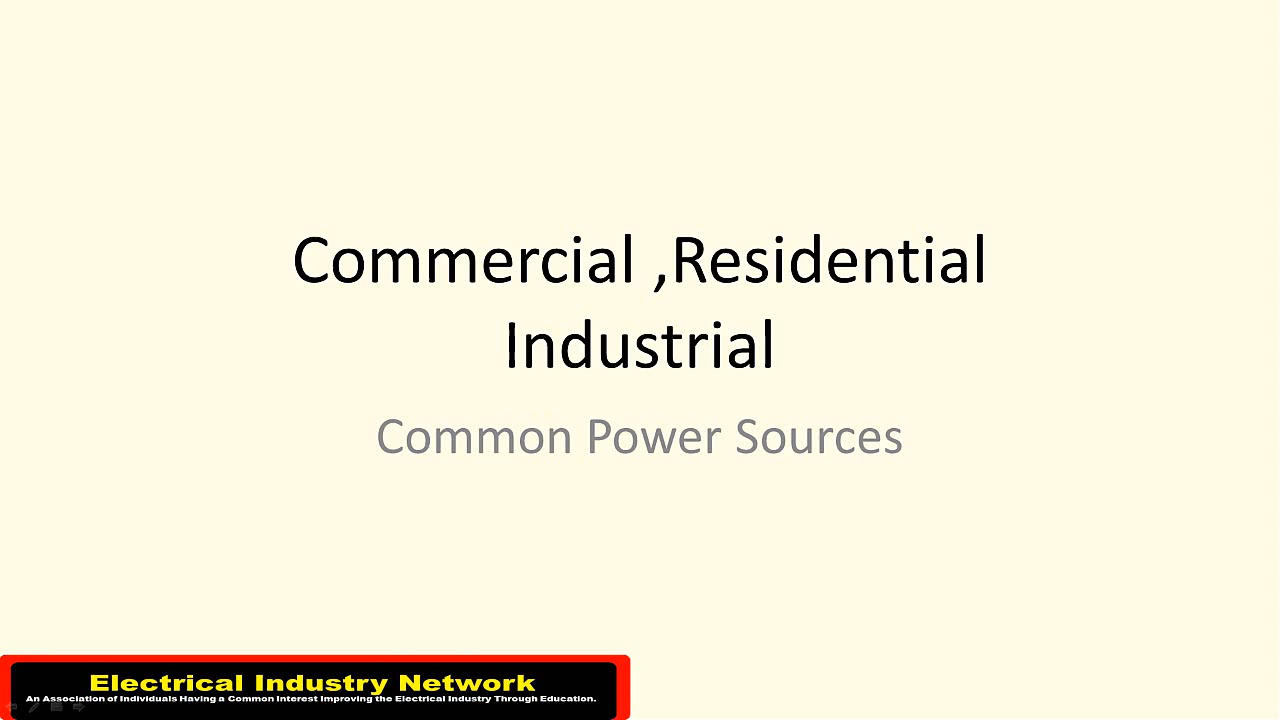 Commercial ,Residential
Industrial
Common Power Sources
Electrical Industry Network
An Association of Individuals Having a Common Interest Improving the Electrical Industry Through Education.